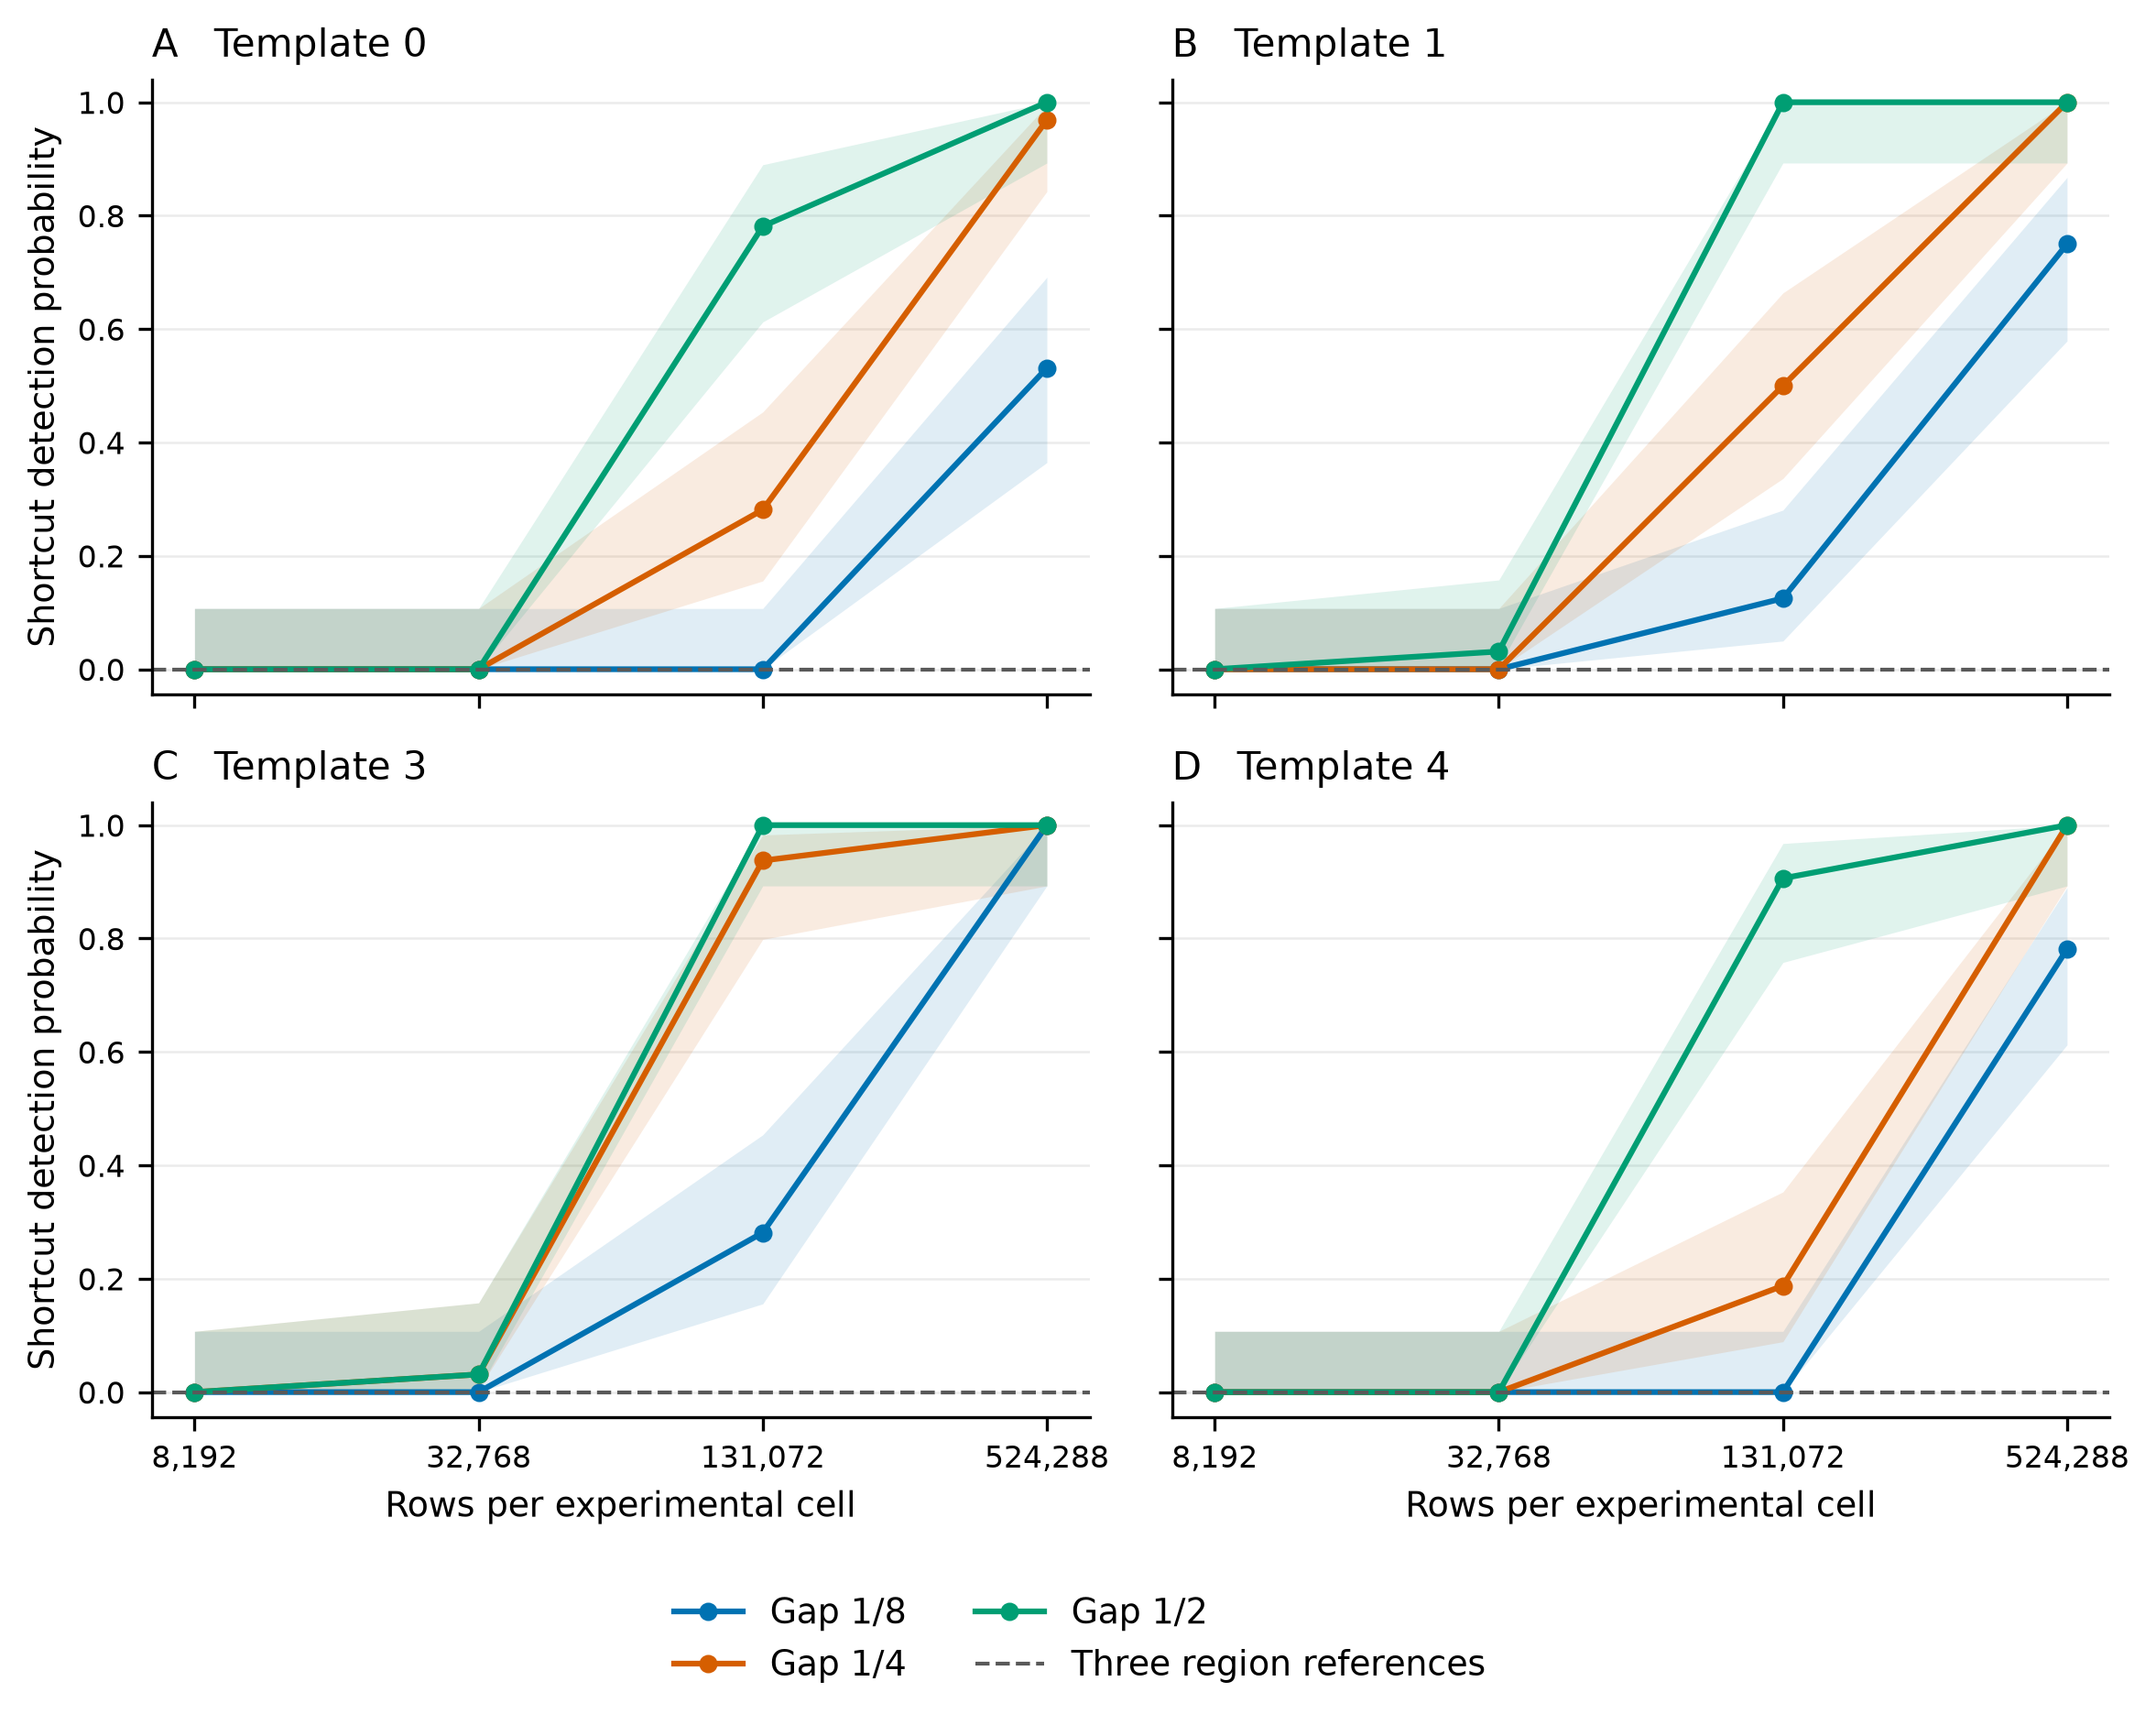 A Template 0
B Template 1
Shortcut detection probability
1.0
0.8
0.6
0.4
0.2
0.0
C Template 3
D Template 4
Shortcut detection probability
1.0
0.8
0.6
0.4
0.2
0.0
8,192 32,768 131,072 524,288
8,192 32,768 131,072 524,288
Rows per experimental cell
Rows per experimental cell
Gap 1/8
Gap 1/4
Gap 1/2
Three region references